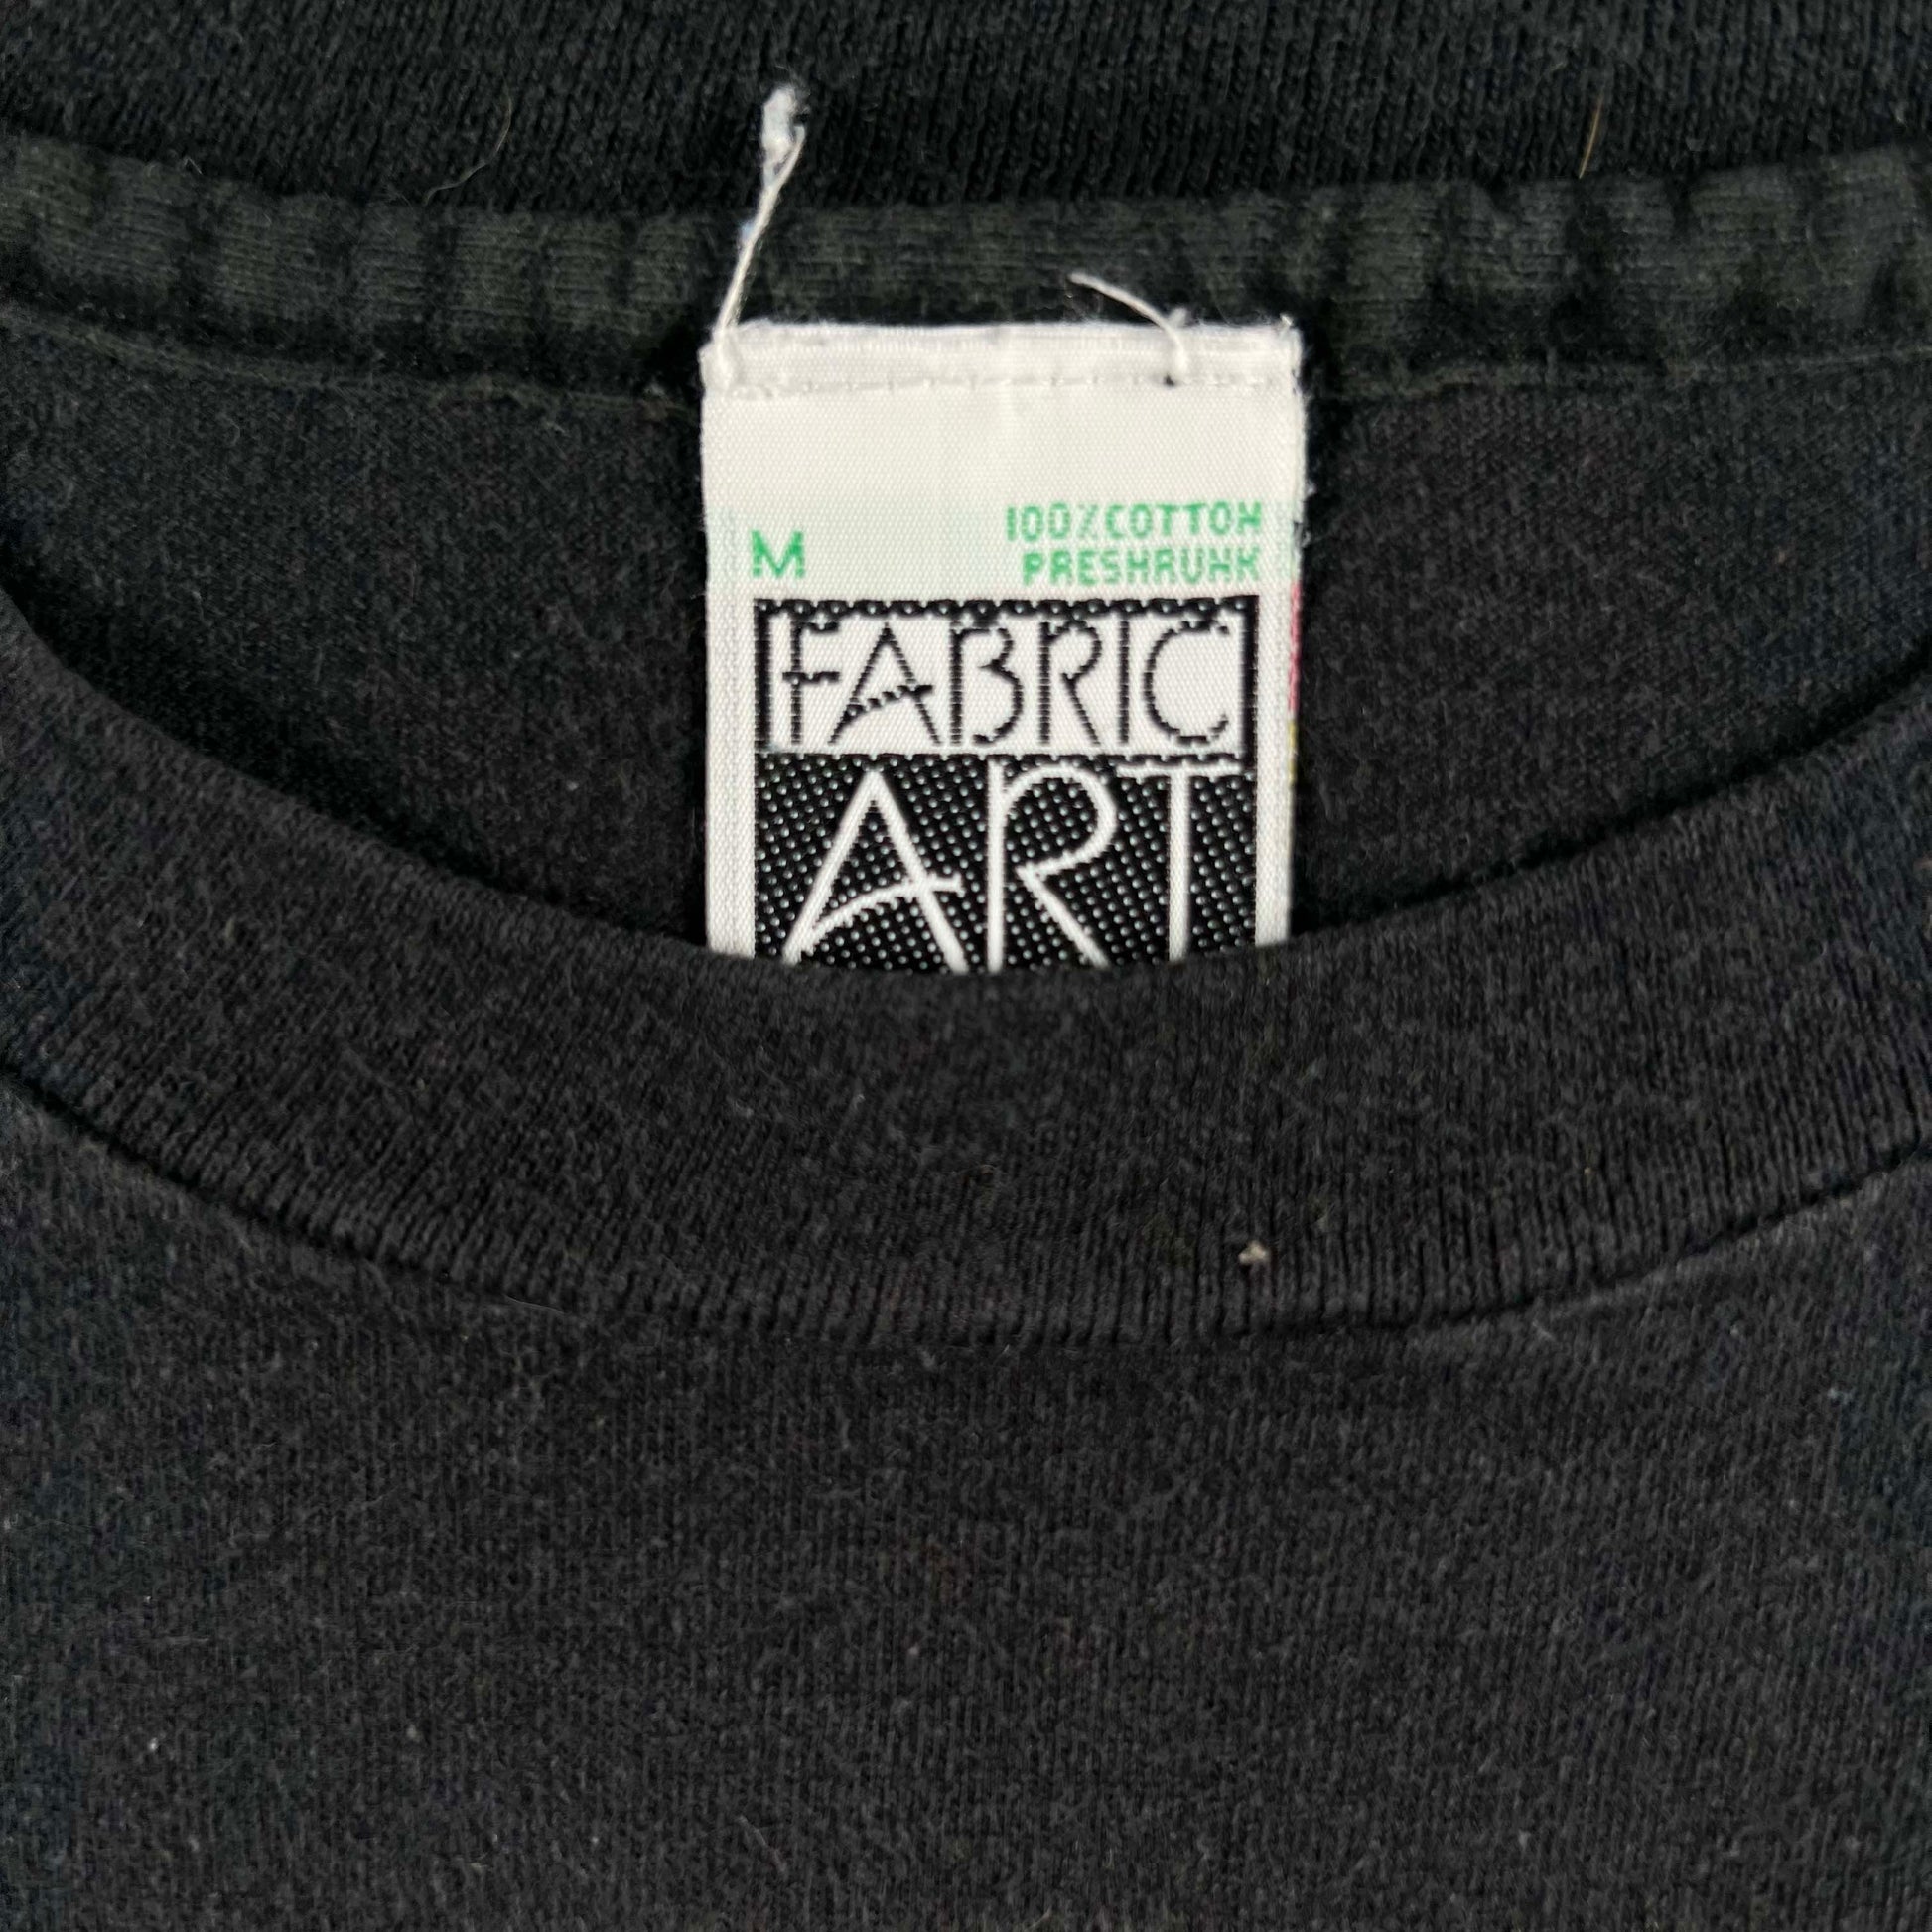 M
100%COTTON
PRESHRUNK
FABRIC
ART